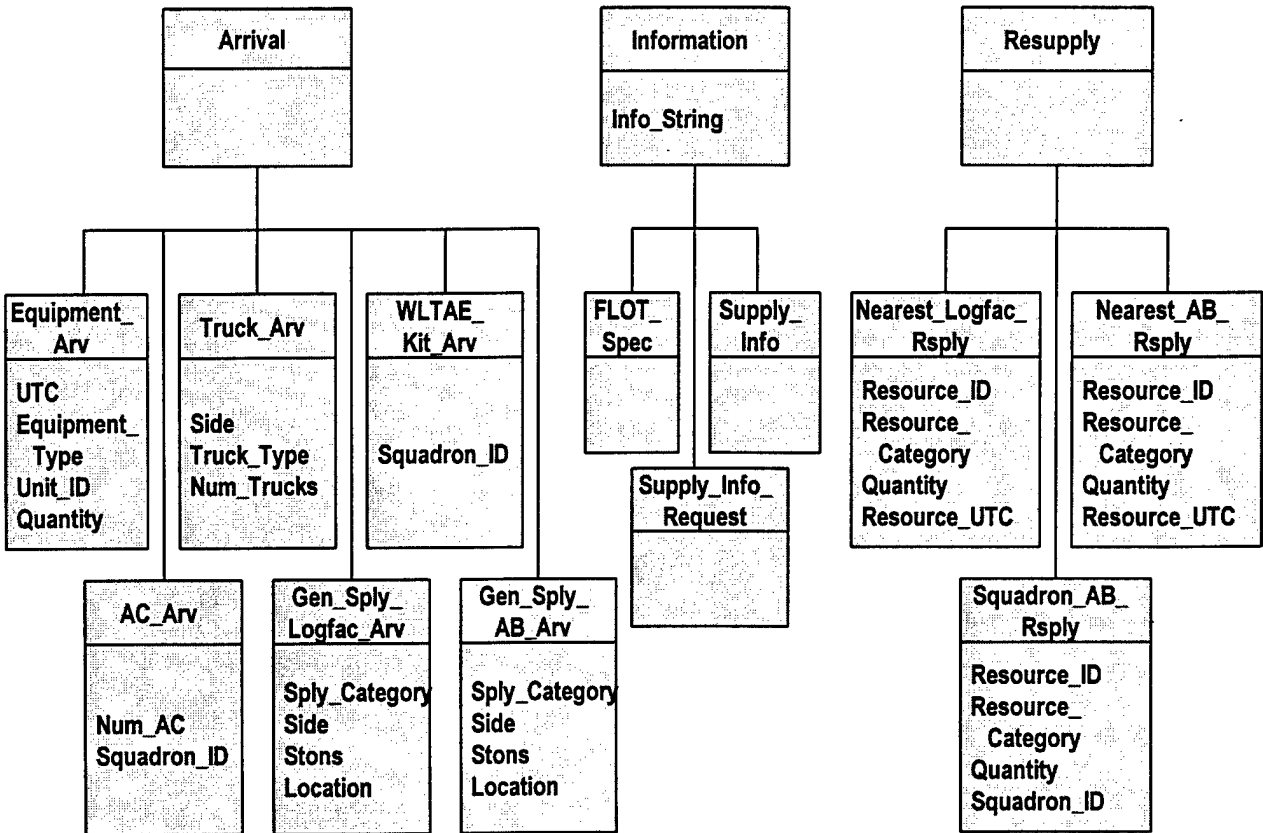 Arrival
Information
Info_String
Resupply
Equipment_
Arv
UTC
Equipment_
Type
Unit_ID
Quantity
Truck_Arv
Side
Truck_Type
Num_Trucks
WLTAE_
Kit_Arv
Squadron_ID
FLOT_
Spec
Supply_
Info
Nearest_Logfac_
Rsply
Resource_ID
Resource_
Category
Quantity
Resource_UTC
Nearest_AB_
Rsply
Resource_ID
Resource_
Category
Quantity
Resource_UTC
Supply_Info_
Request
AC_Arv
Num_AC
Squadron_ID
Gen_Sply_
Logfac_Arv
Sply_Category
Side
Stons
Location
Gen_Sply_
AB_Arv
Sply_Category
Side
Stons
Location
Squadron_AB_
Rsply
Resource_ID
Resource_
Category
Quantity
Squadron_ID